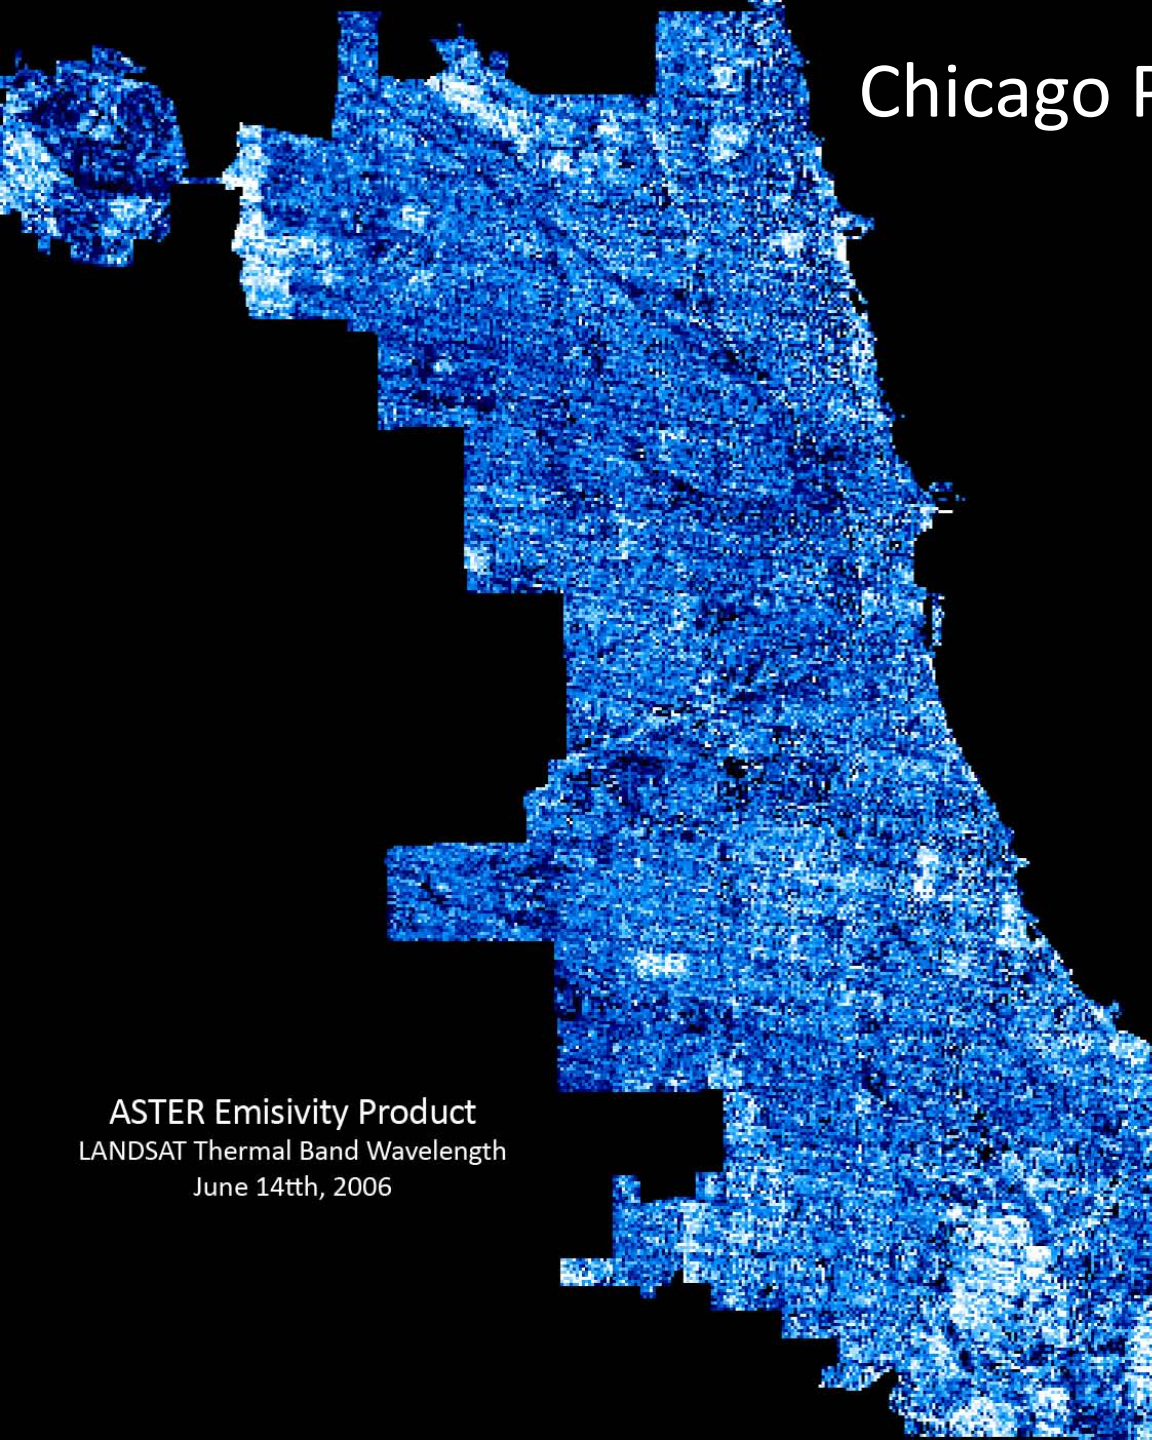 Chicago P
ASTER Emisivity Product
LANDSAT Thermal Band Wavelength
June 14tth, 2006